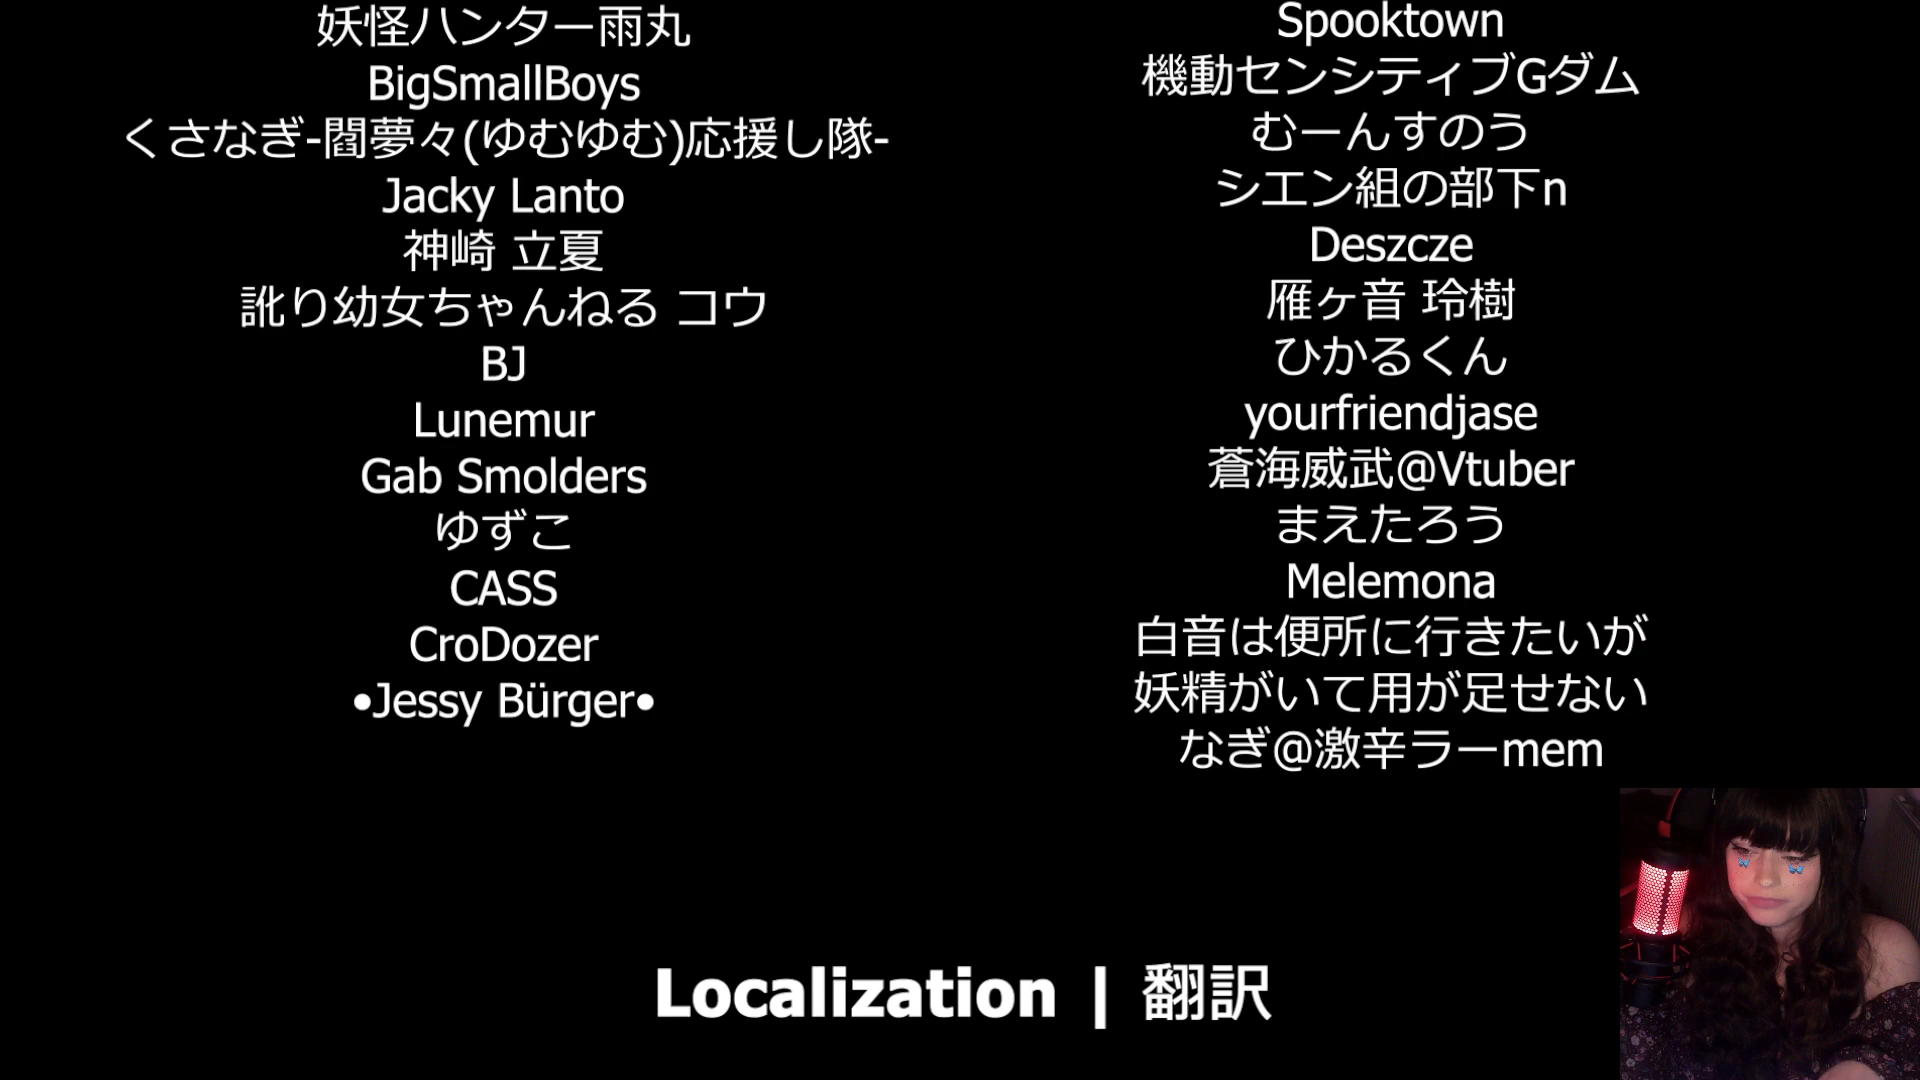 妖怪ハンター雨丸
BigSmallBoys
くさなぎ-閻夢々(ゆむゆむ)応援し隊-
Jacky Lanto
神崎 立夏
訛り幼女ちゃんねる コウ
BJ
Lunemur
Gab Smolders
ゆずこ
CASS
CroDozer
•Jessy Bürger•
Spooktown
機動センシティブGダム
むーんすのう
シエン組の部下n
Deszcze
雁ヶ音 玲樹
ひかるくん
yourfriendjase
蒼海威武@Vtuber
まえたろう
Melemona
白音は便所に行きたいが
妖精がいて用が足せない
なぎ@激辛ラーmem
Localization | 翻訳